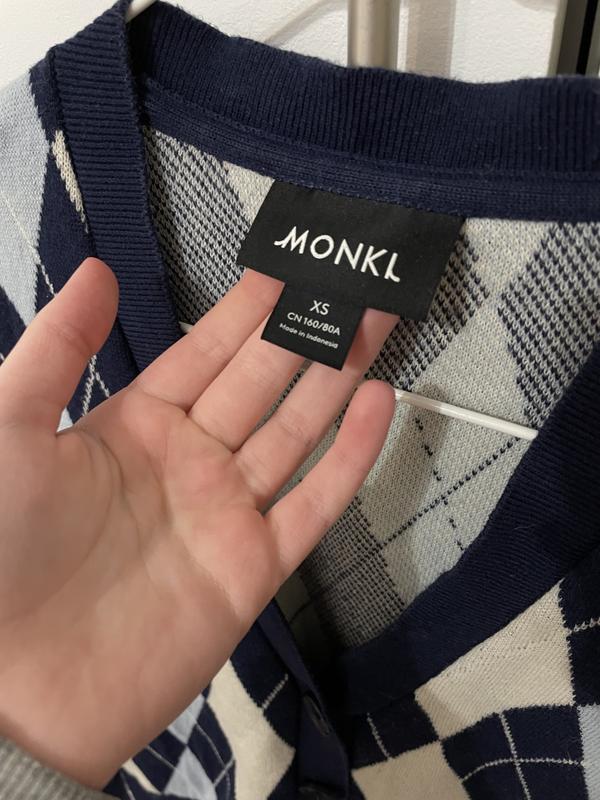 MONKI
XS
CN 160/80A
Made in Indonesia